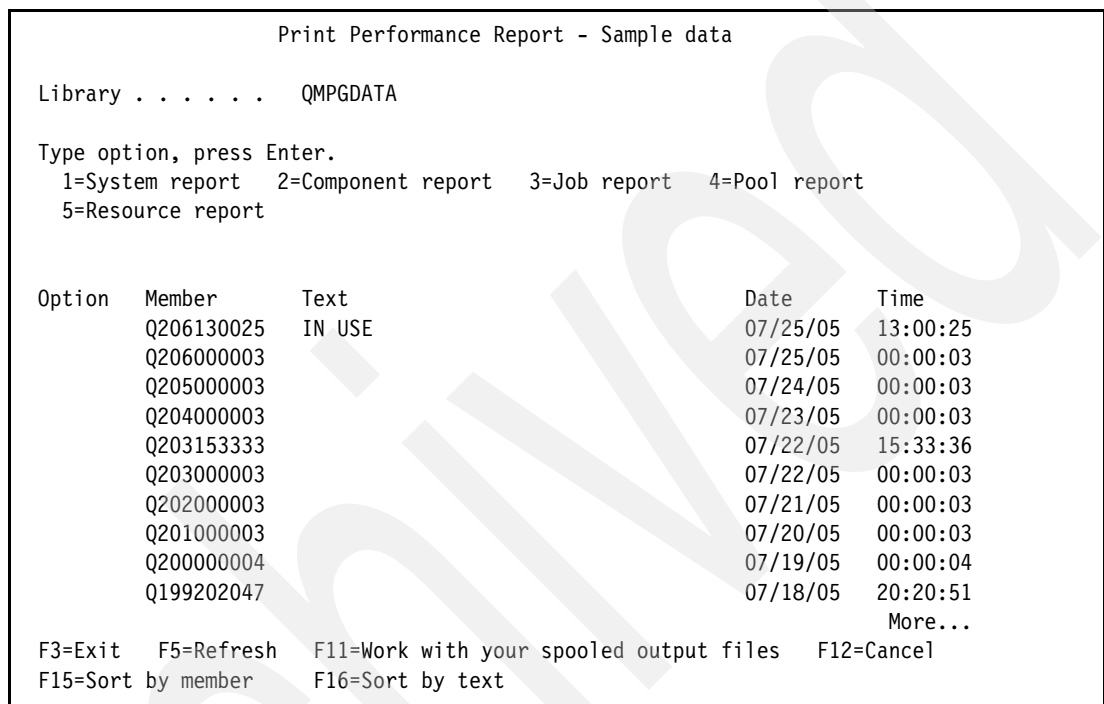 Print Performance Report - Sample data
Library . . . . . . QMPGDATA
Type option, press Enter.
1=System report 2=Component report 3=Job report 4=Pool report
5=Resource report
Option Member Text Date Time
Q206130025 IN USE 07/25/05 13:00:25
Q206000003 07/25/05 00:00:03
Q205000003 07/24/05 00:00:03
Q204000003 07/23/05 00:00:03
Q203153333 07/22/05 15:33:36
Q203000003 07/22/05 00:00:03
Q202000003 07/21/05 00:00:03
Q201000003 07/20/05 00:00:03
Q200000004 07/19/05 00:00:04
Q199202047 07/18/05 20:20:51
More...
F3=Exit F5=Refresh F11=Work with your spooled output files F12=Cancel
F15=Sort by member F16=Sort by text